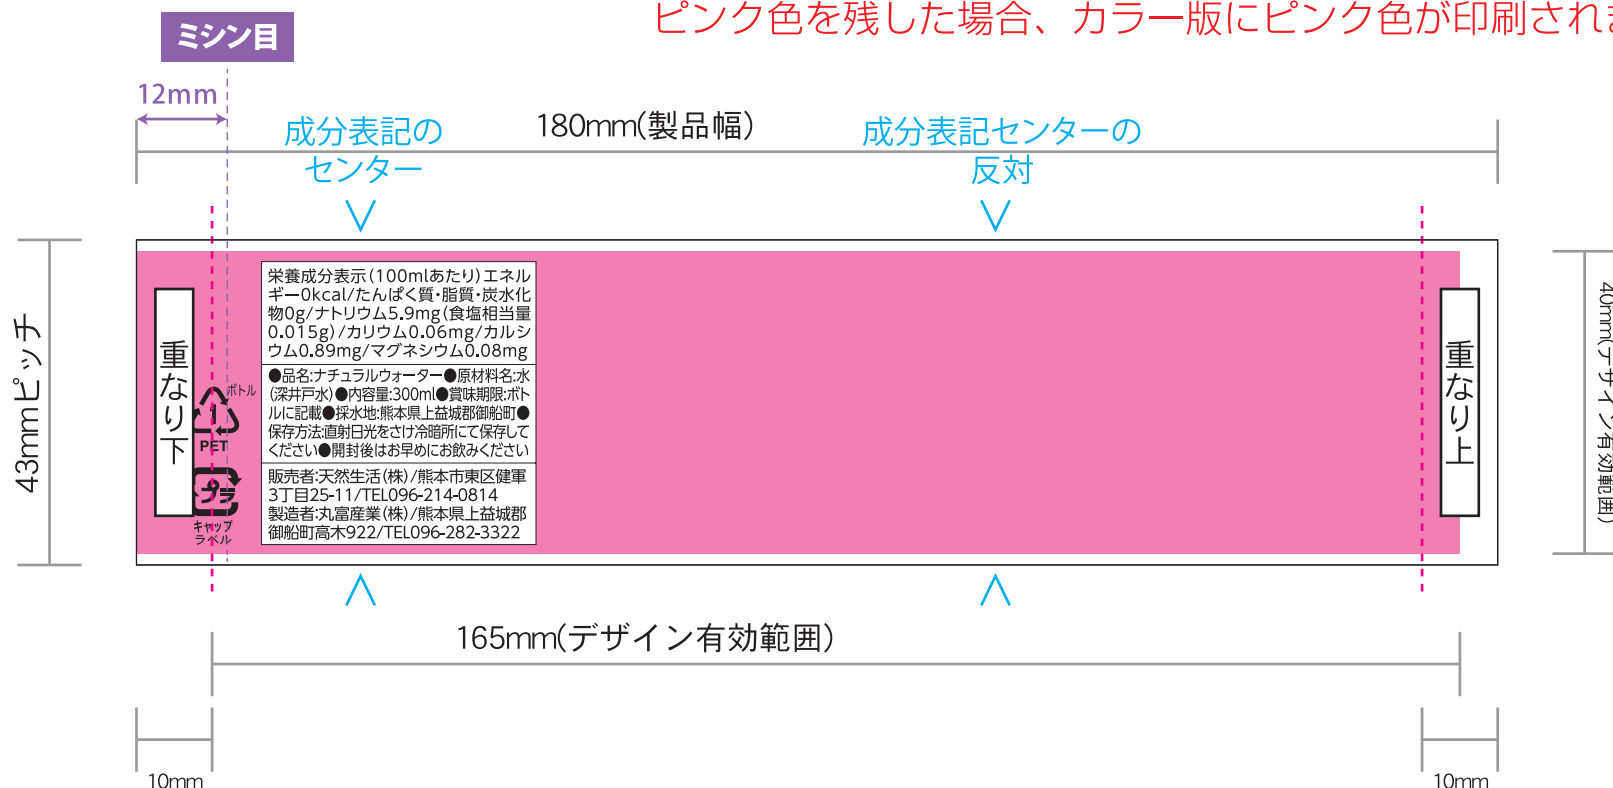 ピンク色を残した場合、カラー版にピンク色が印刷され
ミシン目
12mm
成分表記の
センター
180mm(製品幅)
成分表記センターの
反対
43mmピッチ
重なり下
ボトル
1
PET
プラ
キャップ
ラベル
栄養成分表示(100mlあたり)エネル
ギー0kcal/たんぱく質・脂質・炭水化
物0g/ナトリウム5.9mg(食塩相当量
0.015g)/カリウム0.06mg/カルシ
ウム0.89mg/マグネシウム0.08mg
●品名:ナチュラルウォーター●原材料名:水
(深井戸水)●内容量:300ml●賞味期限:ボト
ルに記載●採水地:熊本県上益城郡御船町●
保存方法:直射日光をさけ冷暗所にて保存して
ください●開封後はお早めにお飲みください
販売者:天然生活(株)/熊本市東区健軍
3丁目25-11/TEL096-214-0814
製造者:丸富産業(株)/熊本県上益城郡
御船町高木922/TEL096-282-3322
重なり上
40mm(デザイン有効範囲)
165mm(デザイン有効範囲)
10mm
10mm